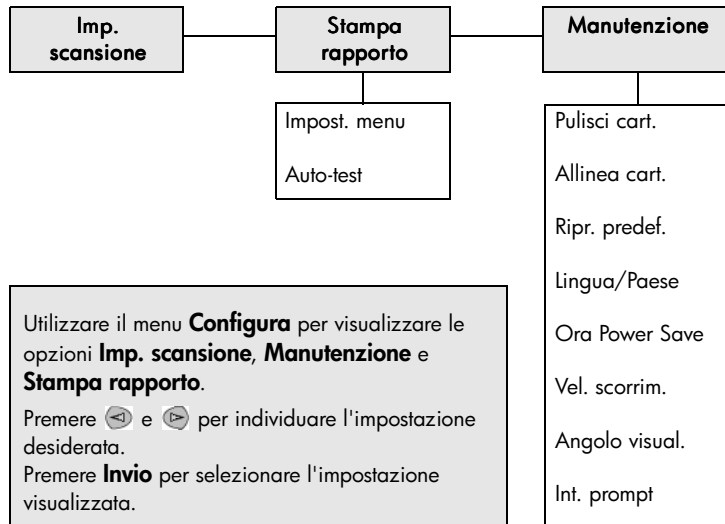 Imp.
scansione
Stampa
rapporto
Manutenzione
Impost. menu
Auto-test
Pulisci cart.
Allinea cart.
Ripr. predef.
Lingua/Paese
Ora Power Save
Vel. scorrim.
Angolo visual.
Int. prompt
Utilizzare il menu Configura per visualizzare le
opzioni Imp. scansione, Manutenzione e
Stampa rapporto.
Premere e per individuare l'impostazione
desiderata.
Premere Invio per selezionare l'impostazione
visualizzata.